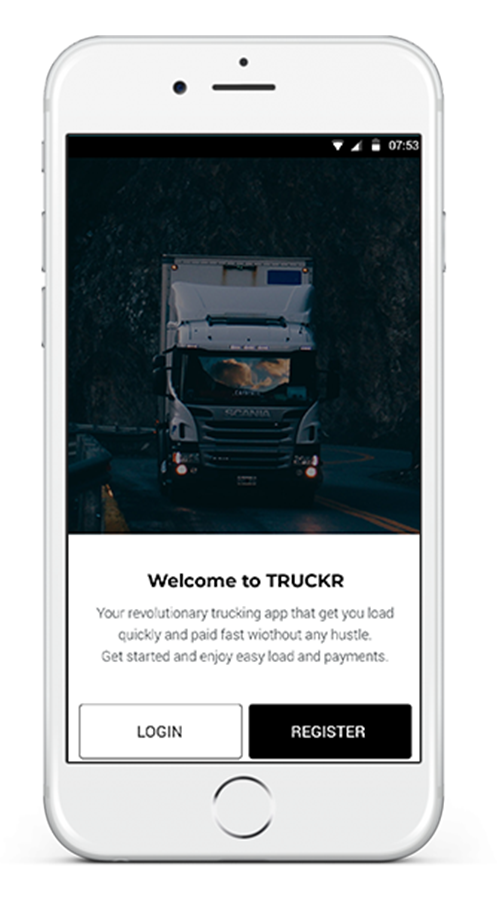 07:53
SCANIA
Welcome to TRUCKR
Your revolutionary trucking app that get you load
quickly and paid fast wiothout any hustle.
Get started and enjoy easy load and payments.
LOGIN
REGISTER